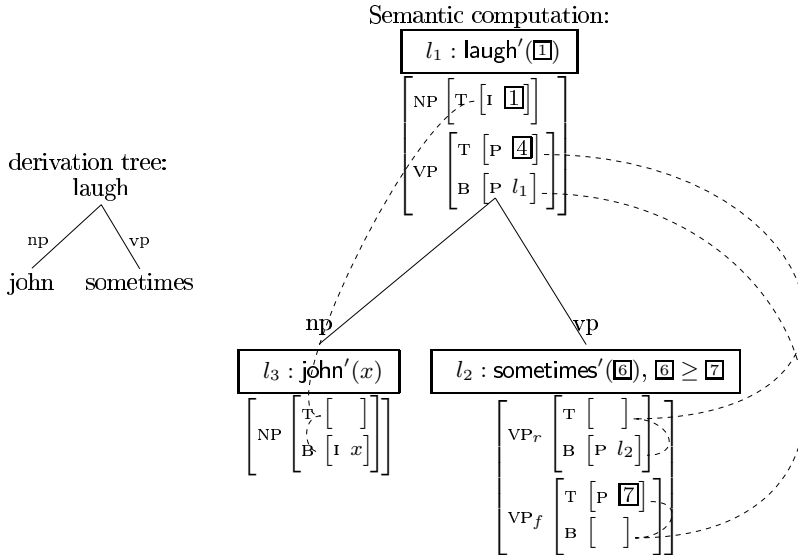 Semantic computation:
l₁ : laugh′(1)
NP [T [I 1]]
VP [T [P 4]
B [P l₁]]
derivation tree:
laugh
np vp
john sometimes
np vp
l₃ : john′(x)
l₂ : sometimes′(6), 6 ≥ 7
NP [T [ ]
B [I x]]
VPᵣ [T [ ]
B [P l₂]]
VP_f [T [P 7]
B [ ]]